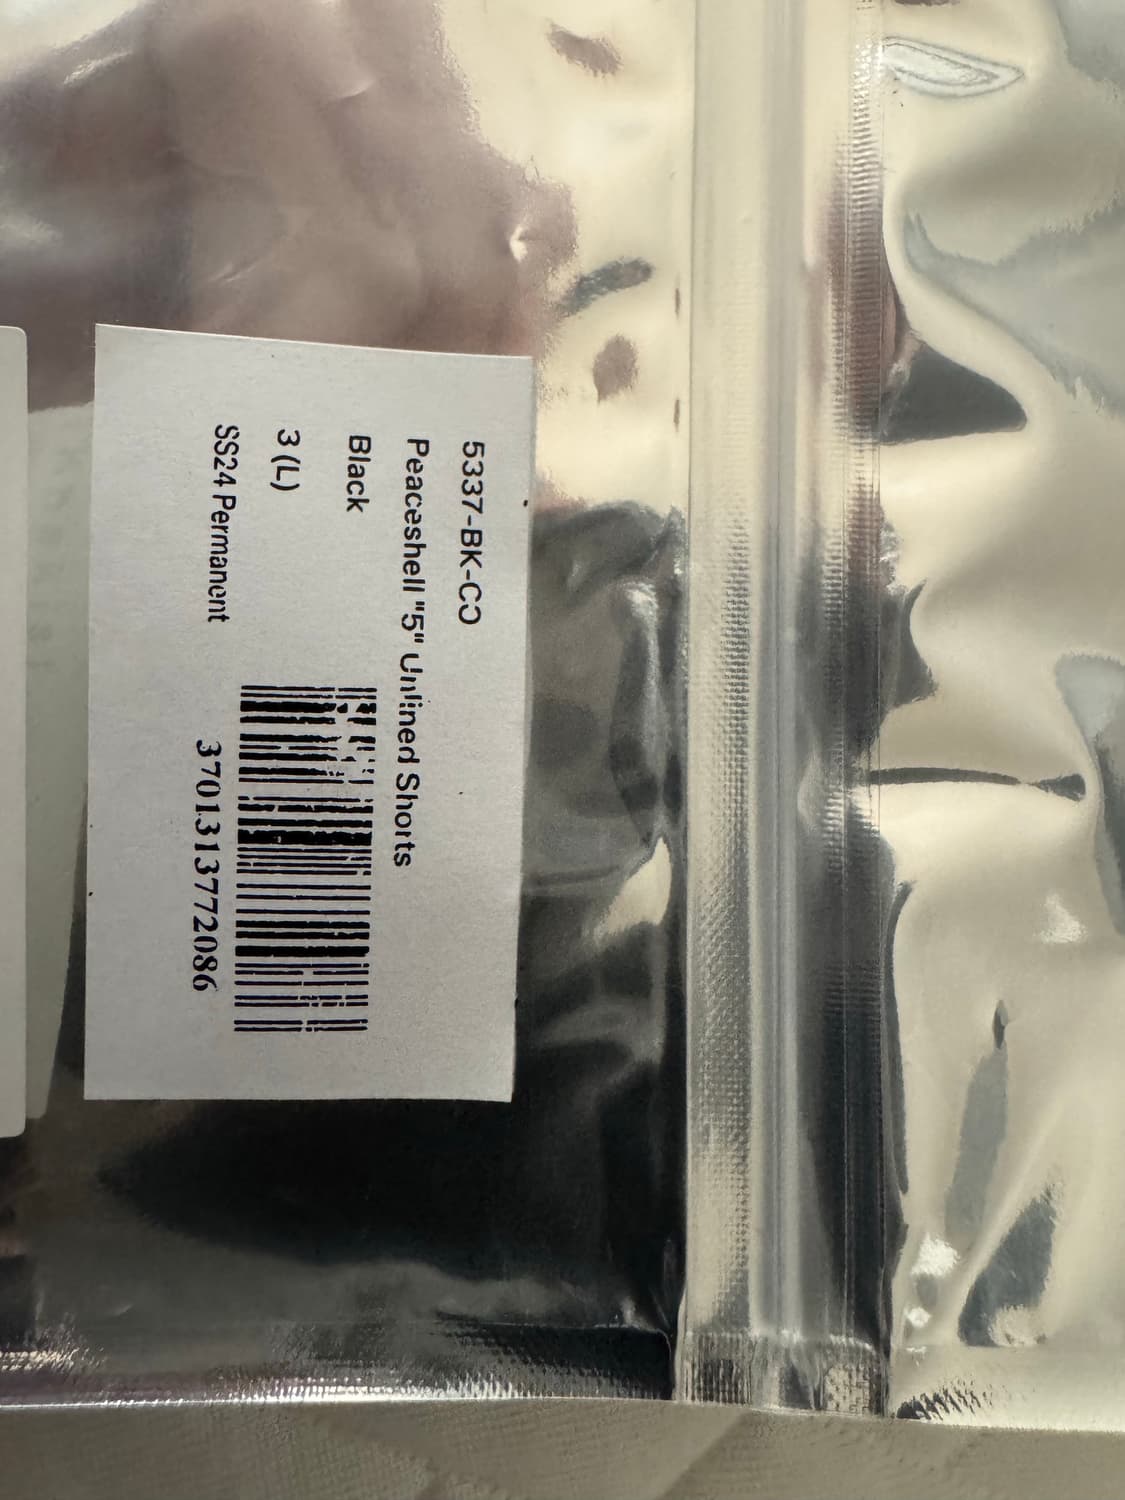 5337-BK-CO
Peaceshell "5" Unlined Shorts
Black
3 (L)
SS24 Permanent
3701313772086